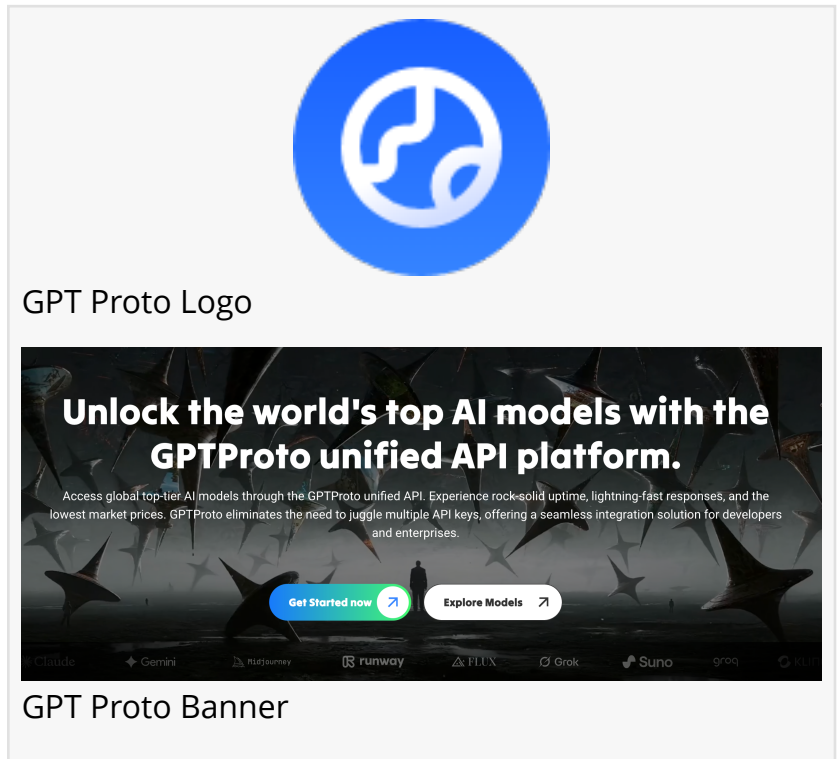 GPT Proto Logo
Unlock the world's top AI models with the
GPTProto unified API platform.
Access global top-tier AI models through the GPTProto unified API. Experience rock-solid uptime, lightning-fast responses, and the
lowest market prices. GPTProto eliminates the need to juggle multiple API keys, offering a seamless integration solution for developers
and enterprises.
Get Started now Explore Models
Claude Gemini Midjourney runway FLUX Grok Suno groq
GPT Proto Banner